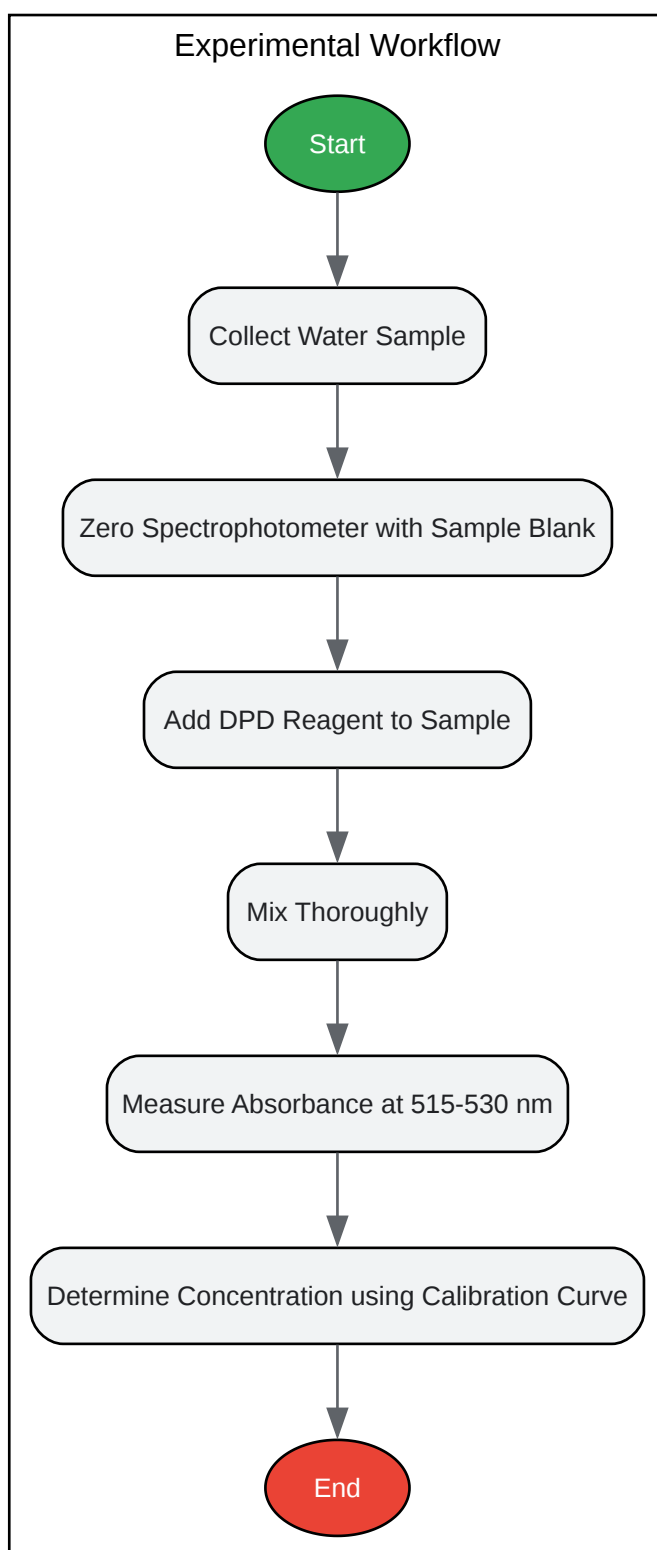 Experimental Workflow
Start
Collect Water Sample
Zero Spectrophotometer with Sample Blank
Add DPD Reagent to Sample
Mix Thoroughly
Measure Absorbance at 515-530 nm
Determine Concentration using Calibration Curve
End